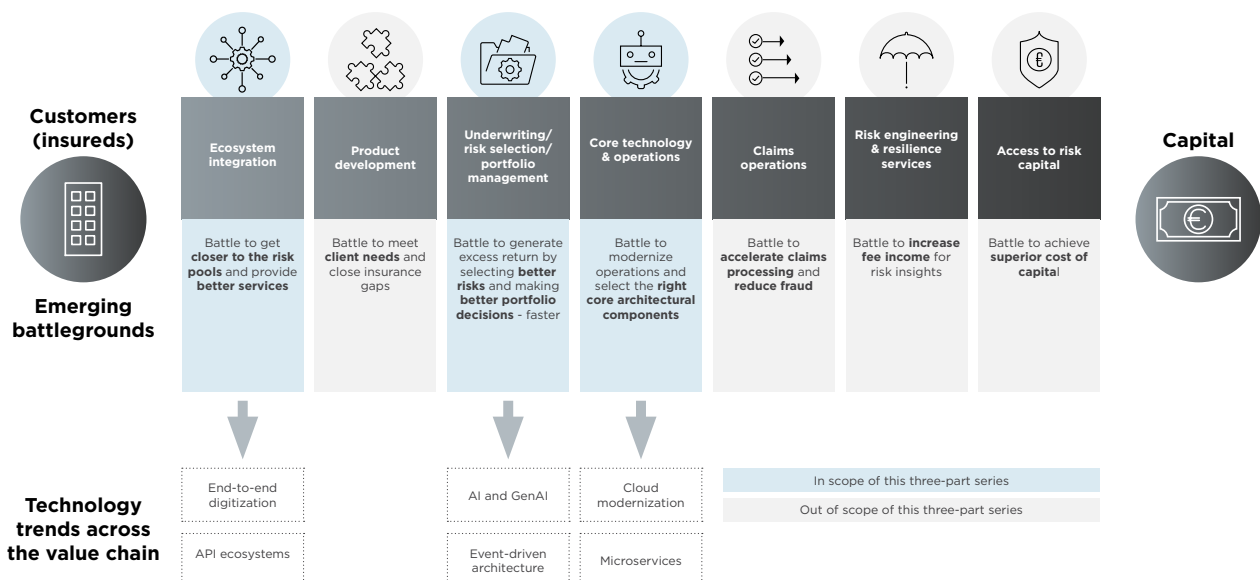 Customers
(insureds)
Emerging
battlegrounds
Ecosystem
integration
Battle to get
closer to the risk
pools and provide
better services
Product
development
Battle to meet
client needs and
close insurance
gaps
Underwriting/
risk selection/
portfolio
management
Battle to generate
excess return by
selecting better
risks and making
better portfolio
decisions - faster
Core technology
& operations
Battle to
modernize
operations and
select the right
core architectural
components
Claims
operations
Battle to
accelerate claims
processing and
reduce fraud
Risk engineering
& resilience
services
Battle to increase
fee income for
risk insights
Access to risk
capital
Battle to achieve
superior cost of
capital
Capital
Technology
trends across
the value chain
End-to-end
digitization
API ecosystems
AI and GenAI
Event-driven
architecture
Cloud
modernization
Microservices
In scope of this three-part series
Out of scope of this three-part series